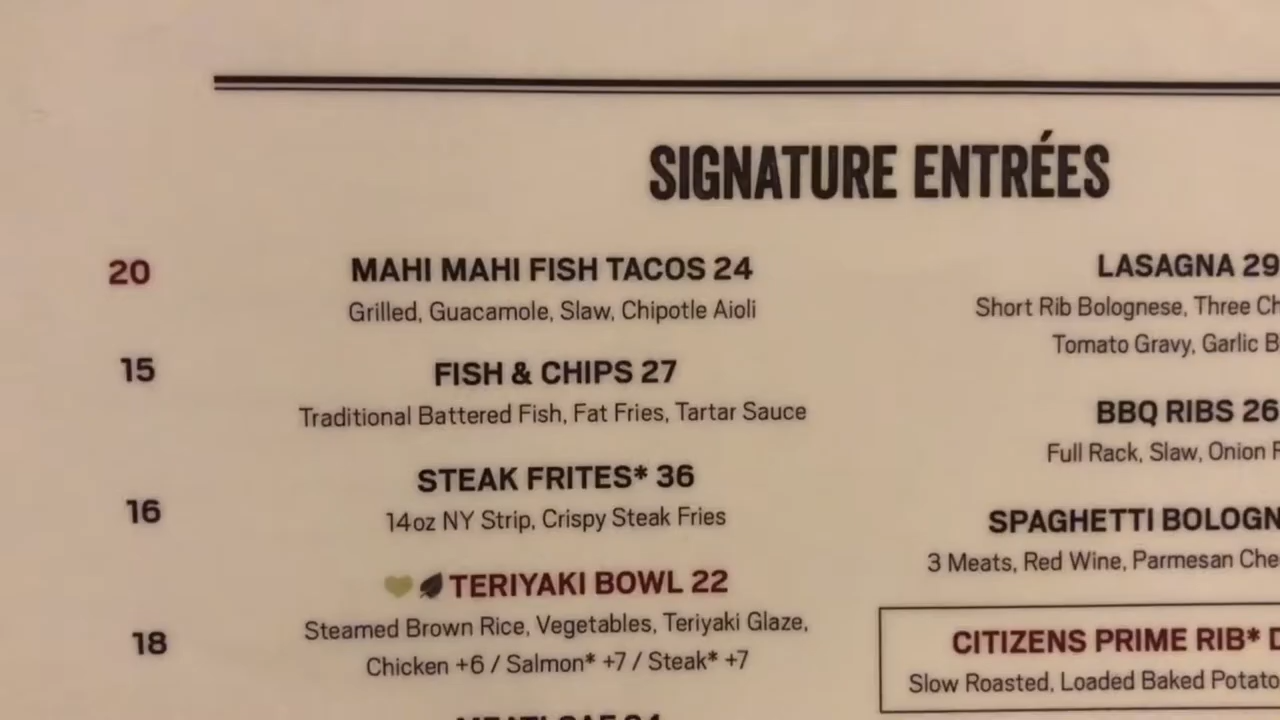 SIGNATURE ENTRÉES
20
15
16
18
MAHI MAHI FISH TACOS 24
Grilled, Guacamole, Slaw, Chipotle Aioli
FISH & CHIPS 27
Traditional Battered Fish, Fat Fries, Tartar Sauce
STEAK FRITES* 36
14oz NY Strip, Crispy Steak Fries
TERIYAKI BOWL 22
Steamed Brown Rice, Vegetables, Teriyaki Glaze,
Chicken +6 / Salmon* +7 / Steak* +7
LASAGNA 29
Short Rib Bolognese, Three
Tomato Gravy, Garlic
BBQ RIBS 26
Full Rack, Slaw, Onion
SPAGHETTI
3 Meats, Red Wine, Parmesan
CITIZENS PRIME RIB*
Slow Roasted, Loaded Baked Potato